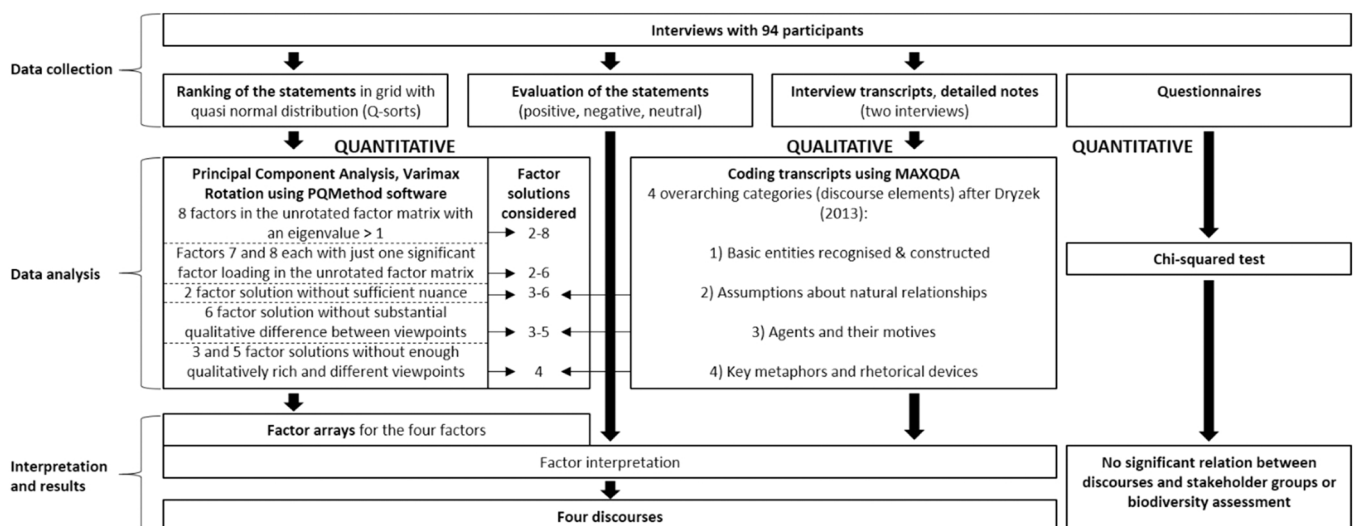 Interviews with 94 participants
Data collection
Ranking of the statements in grid with
quasi normal distribution (Q-sorts)
Evaluation of the statements
(positive, negative, neutral)
Interview transcripts, detailed notes
(two interviews)
Questionnaires
QUANTITATIVE
QUALITATIVE
QUANTITATIVE
Data analysis
Principal Component Analysis, Varimax
Rotation using PQMethod software
8 factors in the unrotated factor matrix with
an eigenvalue > 1
Factors 7 and 8 each with just one significant
factor loading in the unrotated factor matrix
2 factor solution without sufficient nuance
6 factor solution without substantial
qualitative difference between viewpoints
3 and 5 factor solutions without enough
qualitatively rich and different viewpoints
Factor
solutions
considered
2-8
2-6
3-6
3-5
4
Coding transcripts using MAXQDA
4 overarching categories (discourse elements) after Dryzek
(2013):
1) Basic entities recognised & constructed
2) Assumptions about natural relationships
3) Agents and their motives
4) Key metaphors and rhetorical devices
Chi-squared test
Interpretation
and results
Factor arrays for the four factors
Factor interpretation
Four discourses
No significant relation between
discourses and stakeholder groups or
biodiversity assessment